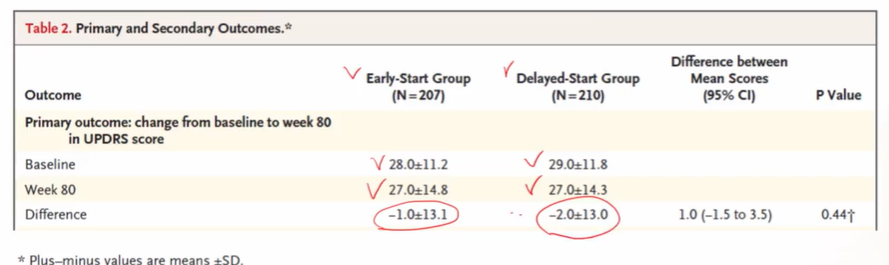 Table 2. Primary and Secondary Outcomes.*
Difference between
Early-Start Group Delayed-Start Group Mean Scores
Outcome (N=207) (N=210) (95% CI) P Value
Primary outcome: change from baseline to week 80
in UPDRS score
Baseline 28.0±11.2 29.0±11.8
Week 80 27.0±14.8 27.0±14.3
Difference –1.0±13.1 –2.0±13.0 1.0 (–1.5 to 3.5) 0.44†
* Plus–minus values are means ±SD.